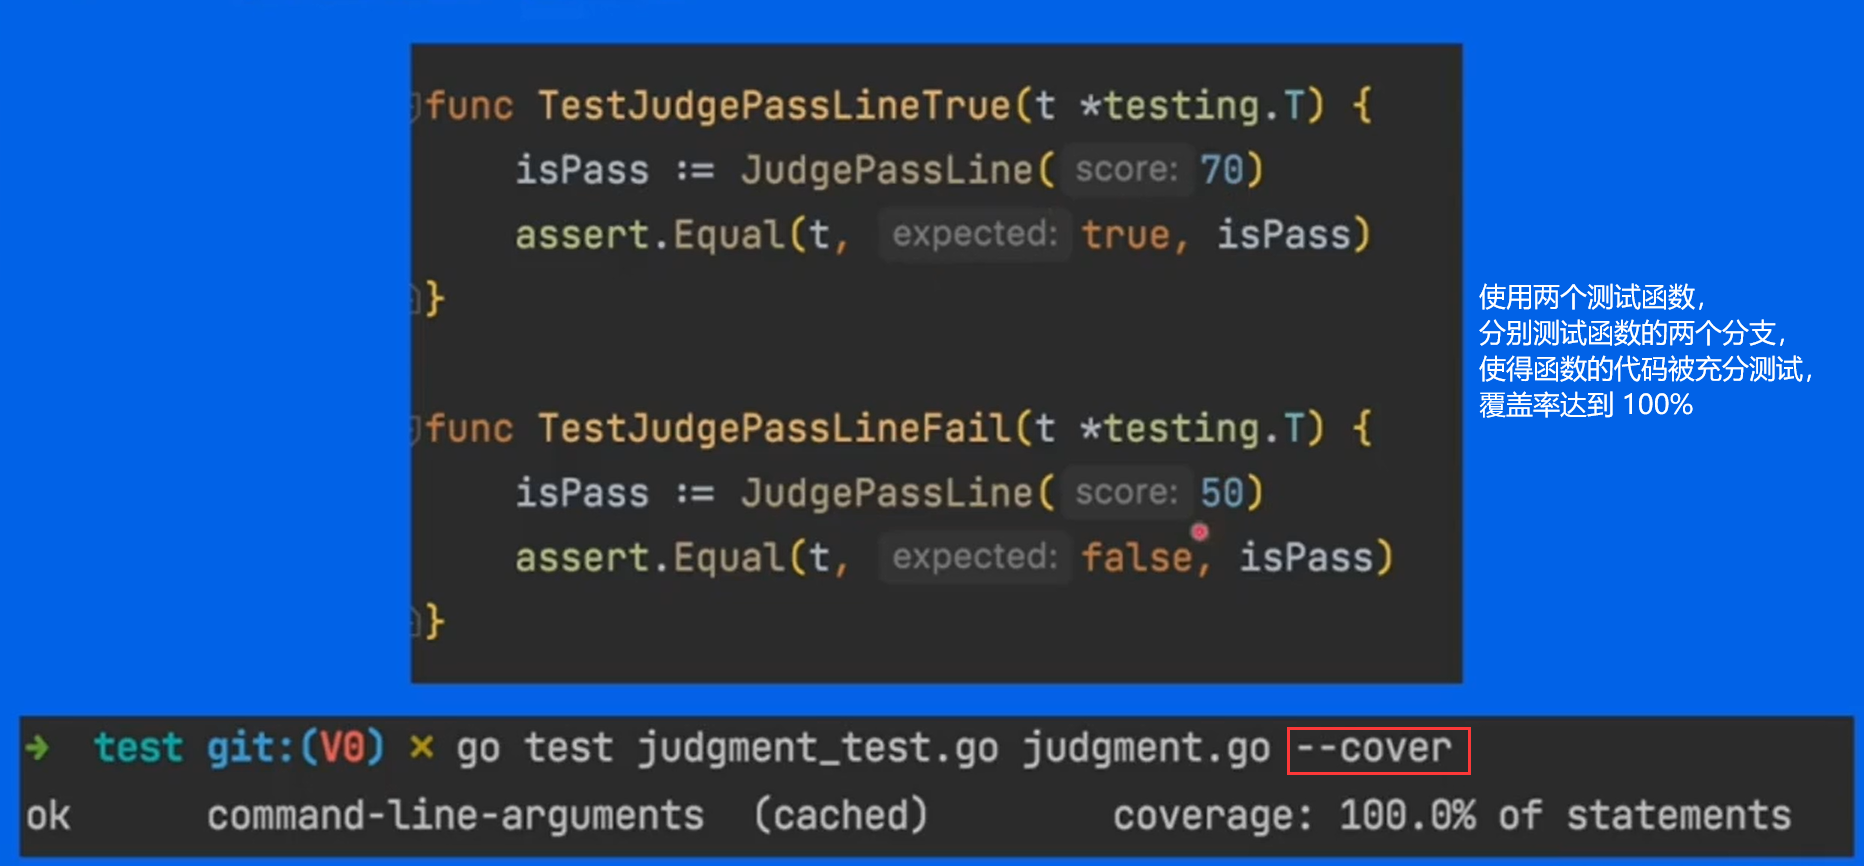 func TestJudgePassLineTrue(t *testing.T) {
isPass := JudgePassLine( score: 70)
assert.Equal(t, expected: true, isPass)
}
func TestJudgePassLineFail(t *testing.T) {
isPass := JudgePassLine( score: 50)
assert.Equal(t, expected: false, isPass)
}
使用两个测试函数，
分别测试函数的两个分支，
使得函数的代码被充分测试，
覆盖率达到 100%
➜ test git:(V0) ✗ go test judgment_test.go judgment.go --cover
ok command-line-arguments (cached) coverage: 100.0% of statements